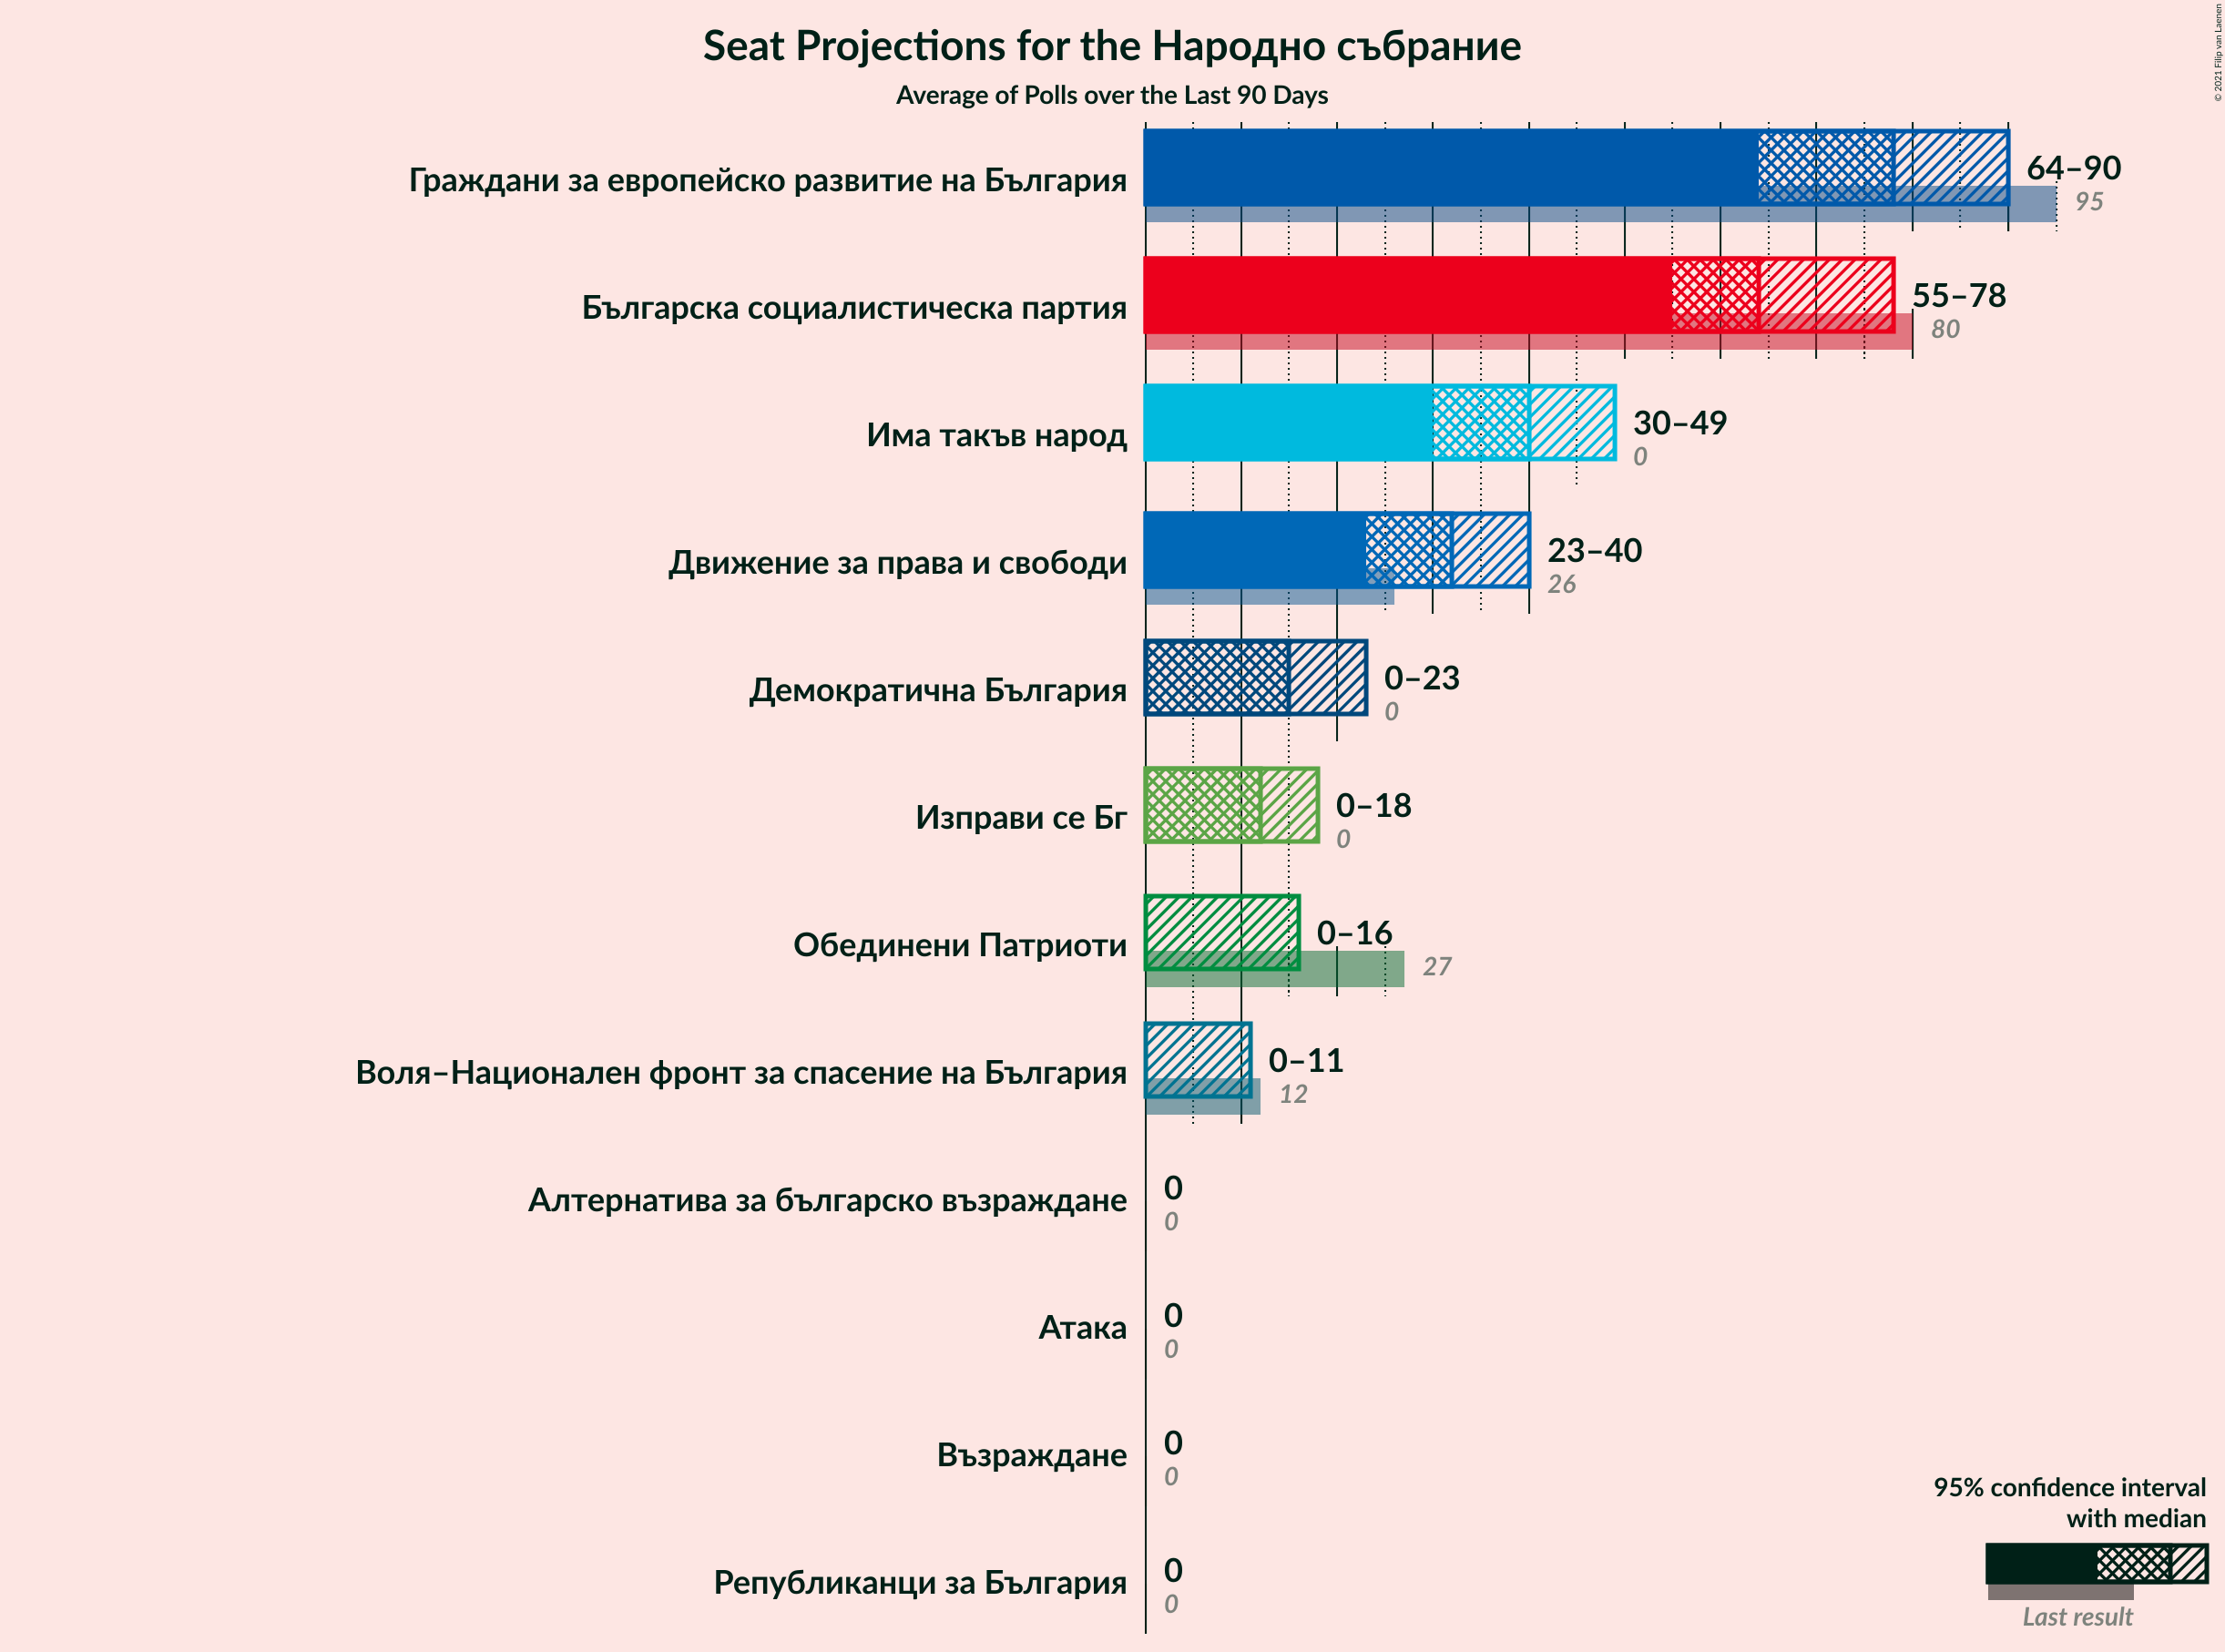 Seat Projections for the Народно събрание
Average of Polls over the Last 90 Days
© 2021 Filip van Laenen
Граждани за европейско развитие на България
64–90
95
Българска социалистическа партия
55–78
80
Има такъв народ
30–49
0
Движение за права и свободи
23–40
26
Демократична България
0–23
0
Изправи се Бг
0–18
0
Обединени Патриоти
0–16
27
Воля–Национален фронт за спасение на България
0–11
12
Алтернатива за българско възраждане
0
0
Атака
0
0
Възраждане
0
0
Републиканци за България
0
0
95% confidence interval
with median
Last result